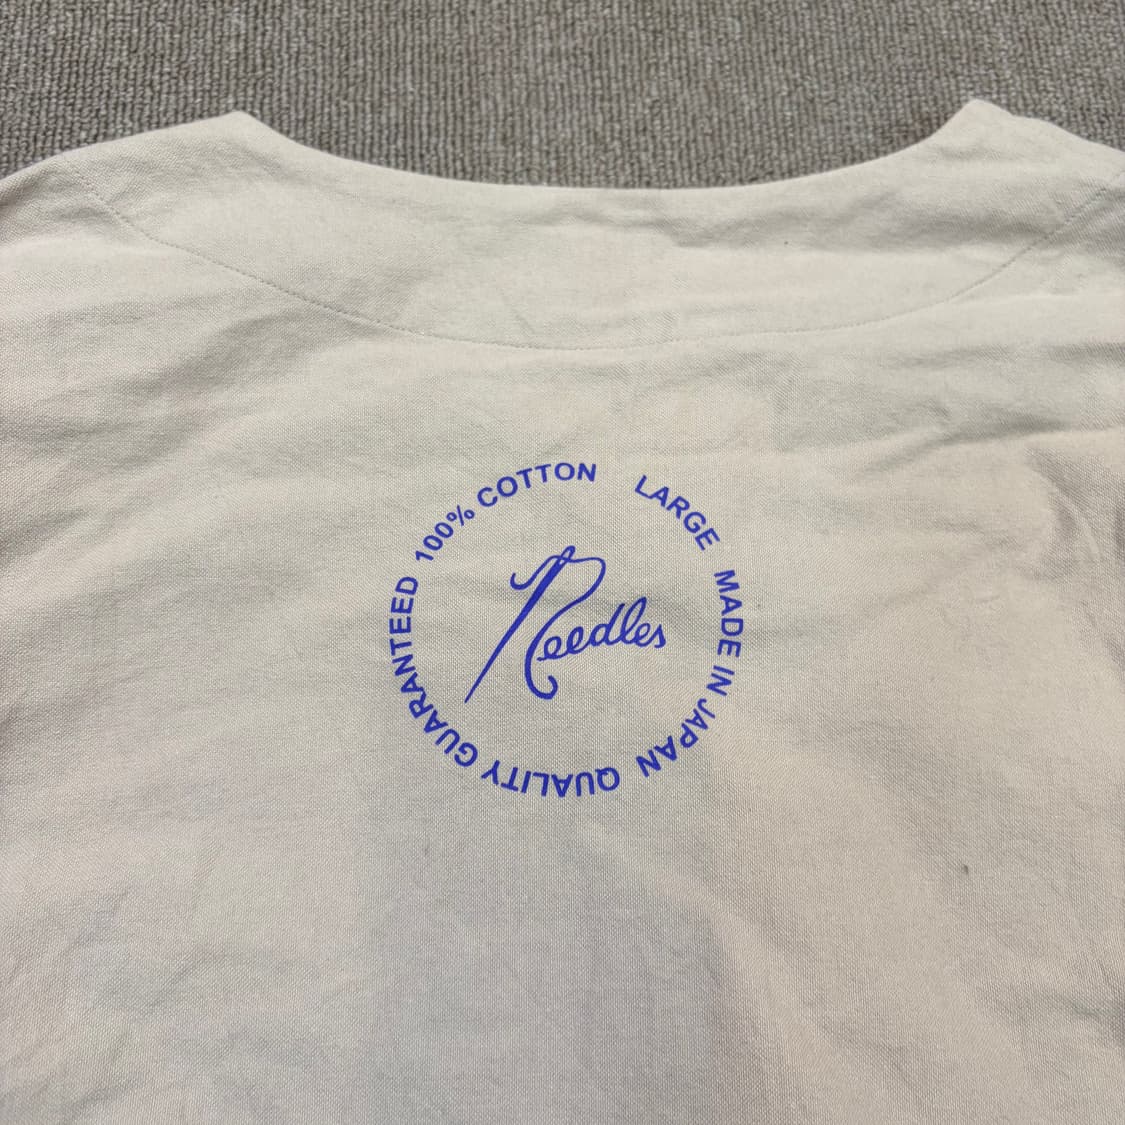 100% COTTON LARGE MADE IN JAPAN QUALITY GUARANTEED
Needles